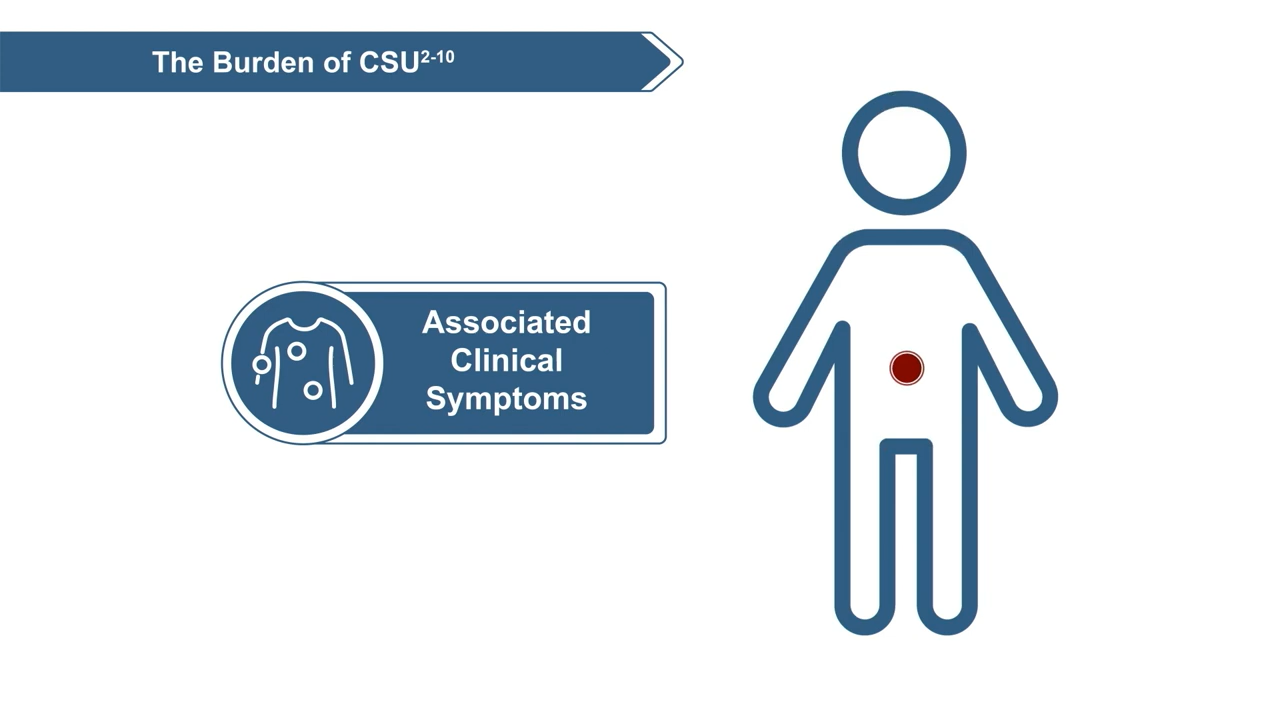 The Burden of CSU2-10
Associated
Clinical
Symptoms